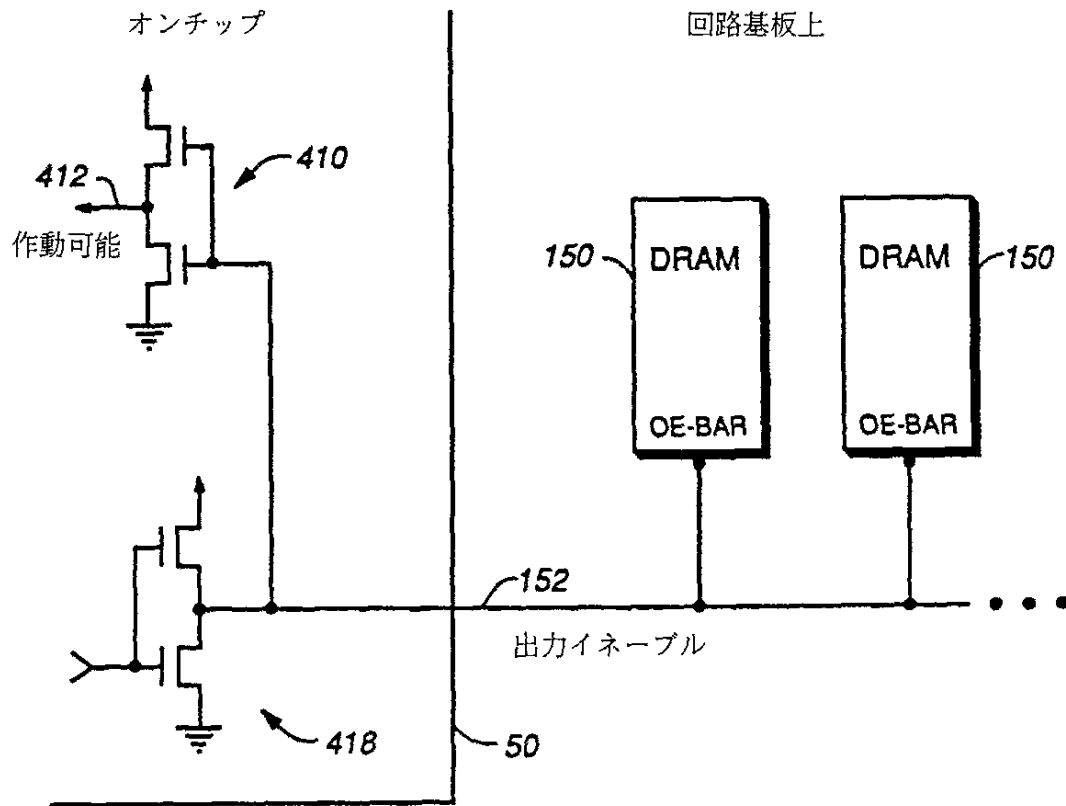 オンチップ
回路基板上
410
412
作動可能
150
DRAM
DRAM
150
OE-BAR
OE-BAR
152
出力イネーブル
418
50